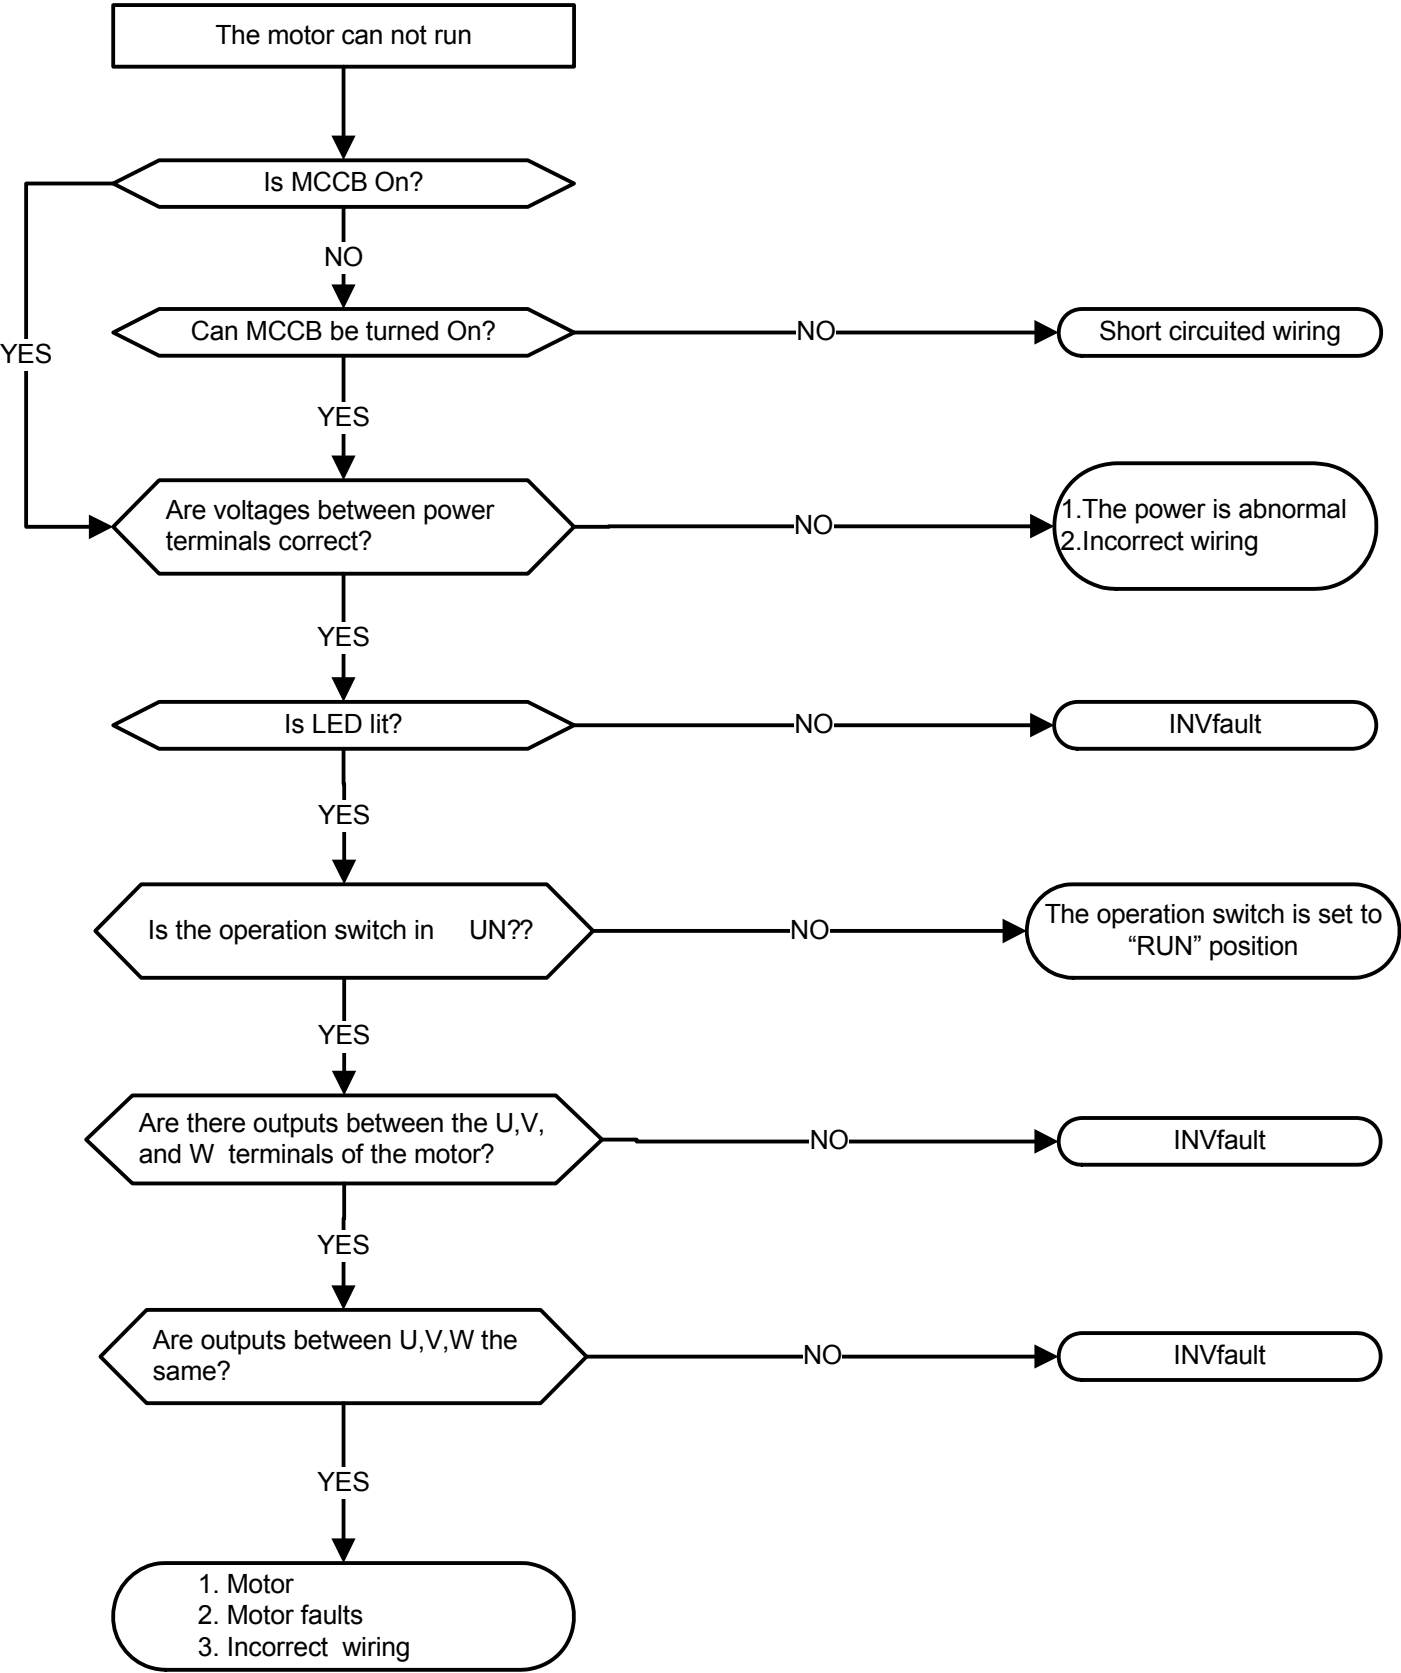 The motor can not run
Is MCCB On?
NO
Can MCCB be turned On?
NO
Short circuited wiring
YES
YES
Are voltages between power
terminals correct?
NO
1.The power is abnormal
2.Incorrect wiring
YES
Is LED lit?
NO
INVfault
YES
Is the operation switch in UN??
NO
The operation switch is set to
“RUN” position
YES
Are there outputs between the U,V,
and W terminals of the motor?
NO
INVfault
YES
Are outputs between U,V,W the
same?
NO
INVfault
YES
1. Motor
2. Motor faults
3. Incorrect wiring